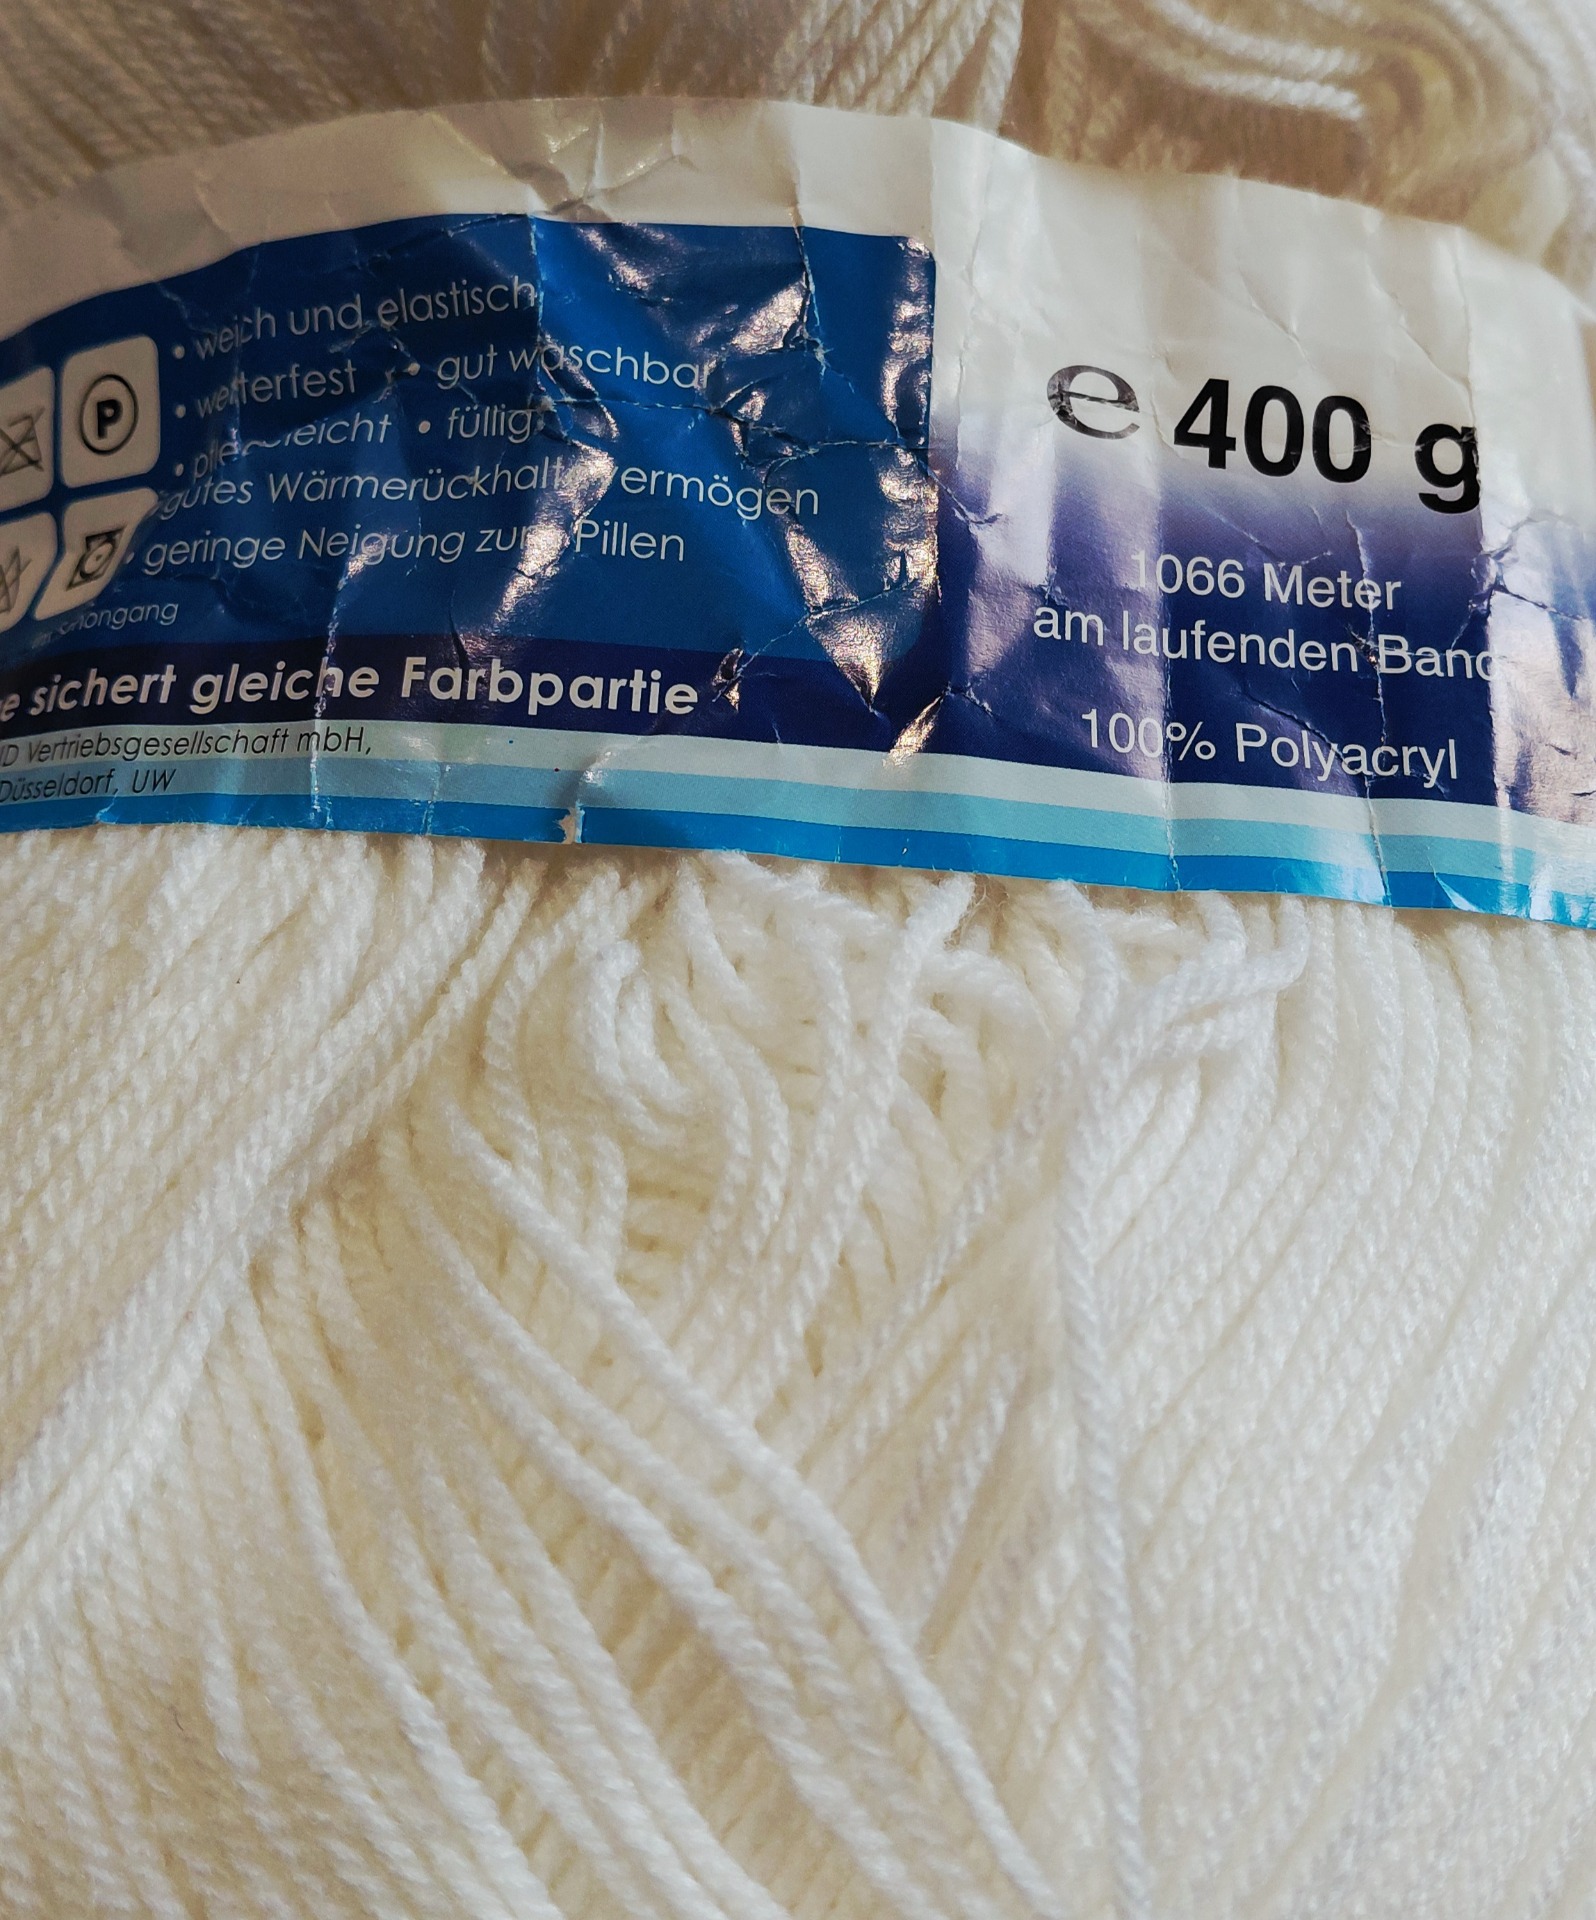 • weich und elastisch
• wetterfest • gut waschbar
• füllig
gutes Wärmerückhaltevermögen
• geringe Neigung zum Pillen
P
e sichert gleiche Farbpartie
D Vertriebsgesellschaft mbH,
Düsseldorf, UW
℮ 400 g
1066 Meter
am laufenden Band
100% Polyacryl